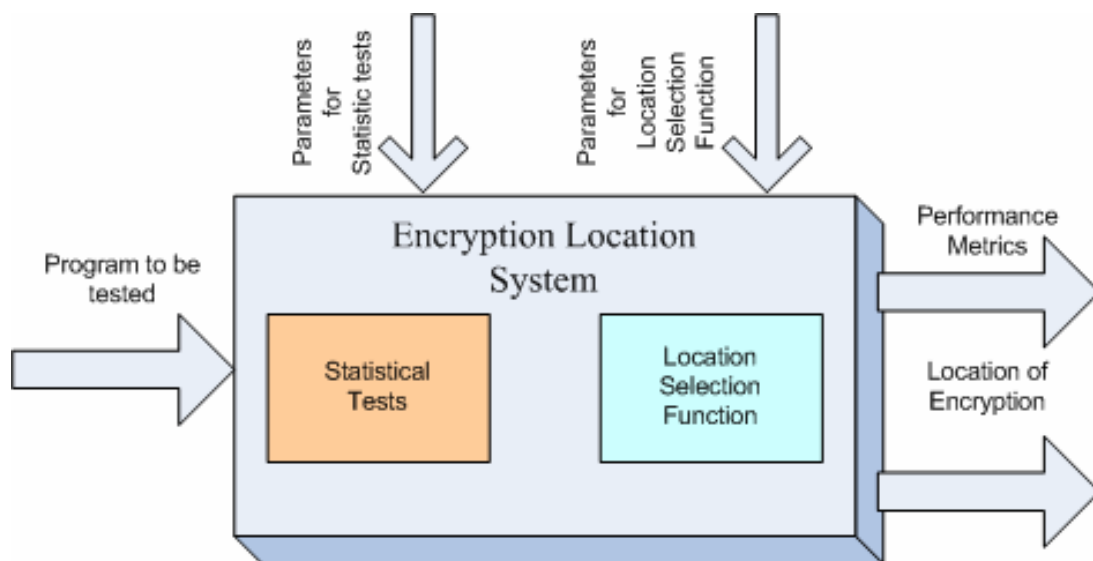 Parameters
for
Statistic tests
Parameters
for
Location
Selection
Function
Program to be
tested
Encryption Location
System
Statistical
Tests
Location
Selection
Function
Performance
Metrics
Location of
Encryption